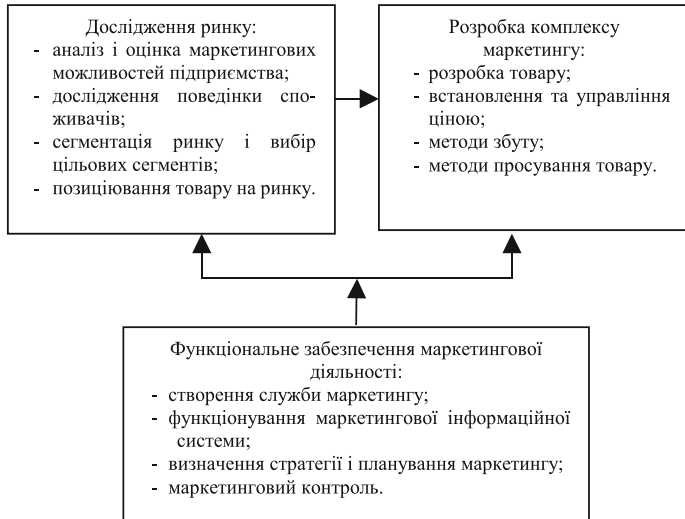 Дослідження ринку:
- аналіз і оцінка маркетингових
можливостей підприємства;
- дослідження поведінки спо-
живачів;
- сегментація ринку і вибір
цільових сегментів;
- позиціювання товару на ринку.
Розробка комплексу
маркетингу:
- розробка товару;
- встановлення та управління
ціною;
- методи збуту;
- методи просування товару.
Функціональне забезпечення маркетингової
діяльності:
- створення служби маркетингу;
- функціонування маркетингової інформаційної
системи;
- визначення стратегії і планування маркетингу;
- маркетинговий контроль.